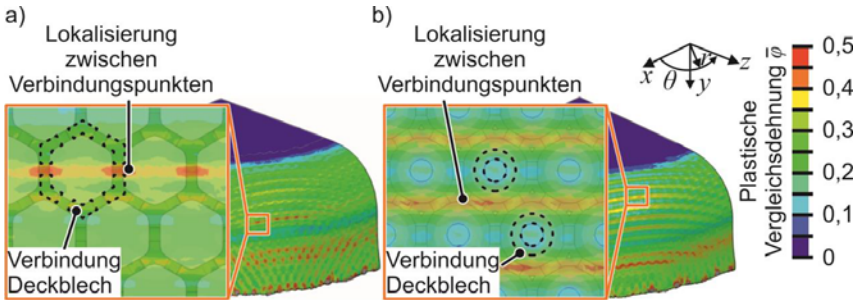 a)
Lokalisierung
zwischen
Verbindungspunkten
Verbindung
Deckblech
b)
Lokalisierung
zwischen
Verbindungspunkten
Verbindung
Deckblech
x θ y r z
Plastische
Vergleichsdehnung φ̄
0,5
0,4
0,3
0,2
0,1
0